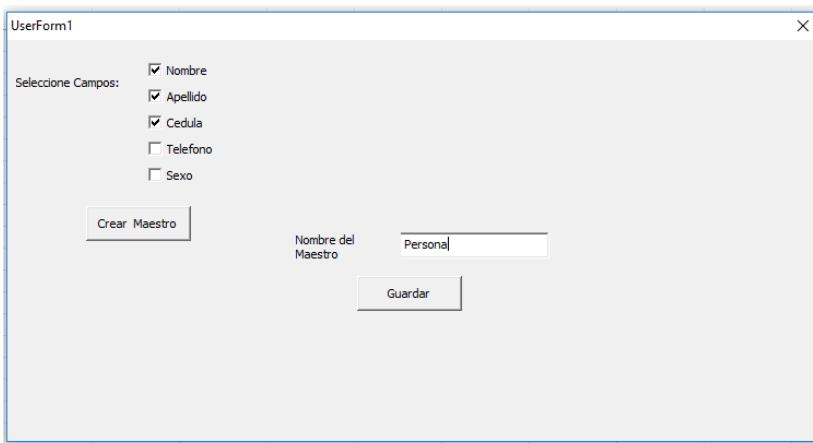 UserForm1
Seleccione Campos:
Nombre
Apellido
Cedula
Telefono
Sexo
Crear Maestro
Nombre del
Maestro
Persona
Guardar